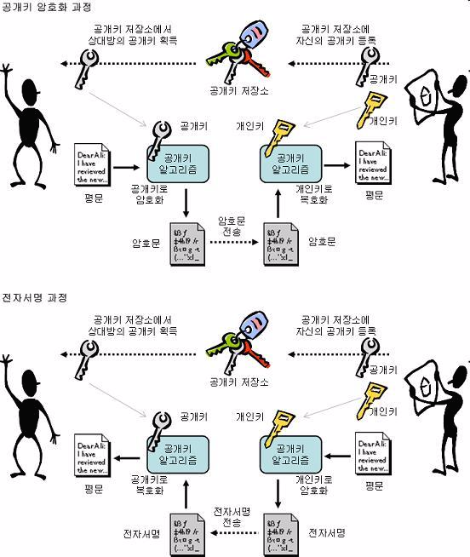 공개키 암호화 과정
공개키 저장소에서
상대방의 공개키 획득
공개키 저장소에
자신의 공개키 등록
공개키
공개키 저장소
개인키
공개키
개인키
DearAli:
I have
reviewed
the new...
공개키
알고리즘
공개키
알고리즘
DearAli:
I have
reviewed
the new...
평문
공개키로
암호화
개인키로
복호화
평문
암호문
암호문
전송
암호문
전자서명 과정
공개키 저장소에서
상대방의 공개키 획득
공개키 저장소에
자신의 공개키 등록
공개키
공개키 저장소
개인키
공개키
개인키
DearAli:
I have
reviewed
the new...
공개키
알고리즘
공개키
알고리즘
DearAli:
I have
reviewed
the new...
평문
공개키로
복호화
개인키로
암호화
평문
전자서명
전자서명
전송
전자서명